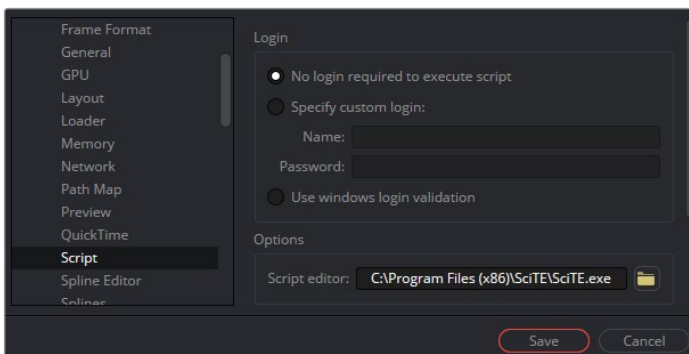 Frame Format
General
GPU
Layout
Loader
Memory
Network
Path Map
Preview
QuickTime
Script
Spline Editor
Splines
Login
No login required to execute script
Specify custom login:
Name:
Password:
Use windows login validation
Options
Script editor: C:\Program Files (x86)\SciTE\SciTE.exe
Save Cancel